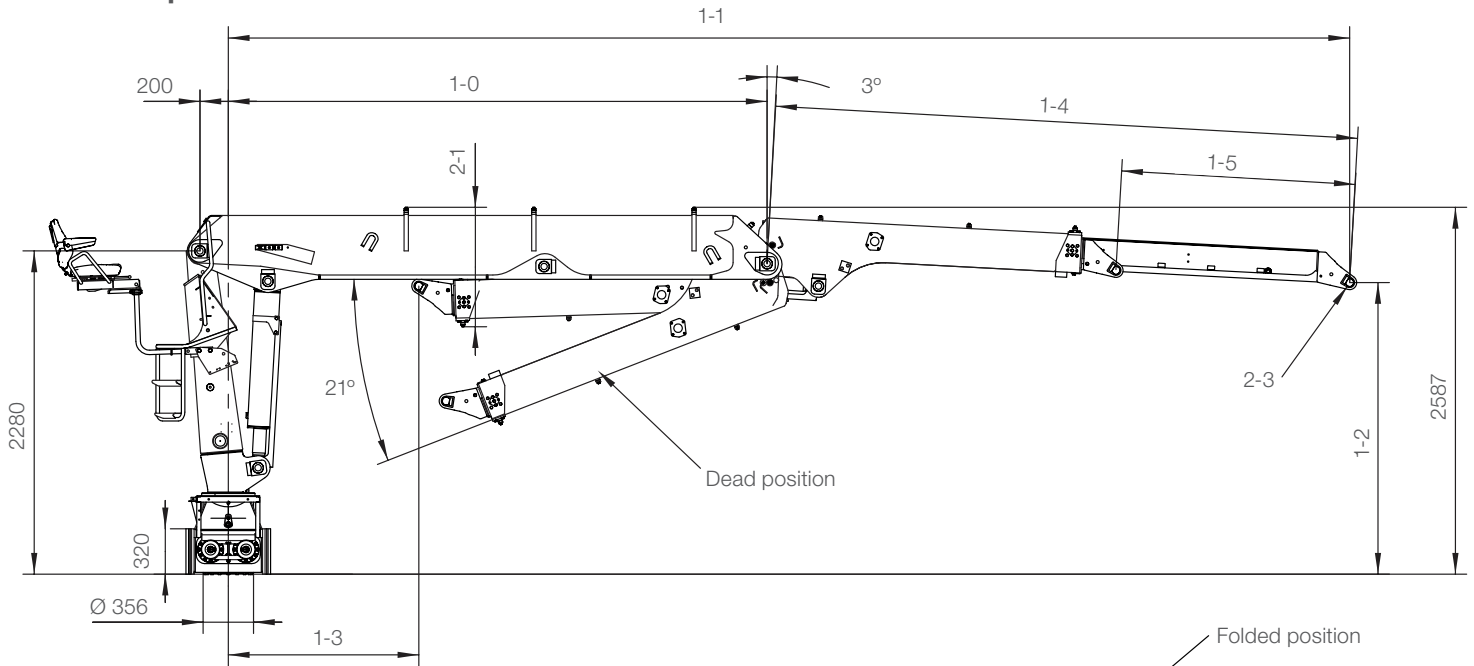 1-1
200
1-0
3º
1-4
2-1
1-5
21º
2-3
2280
2587
1-2
Dead position
320
Ø 356
1-3
Folded position